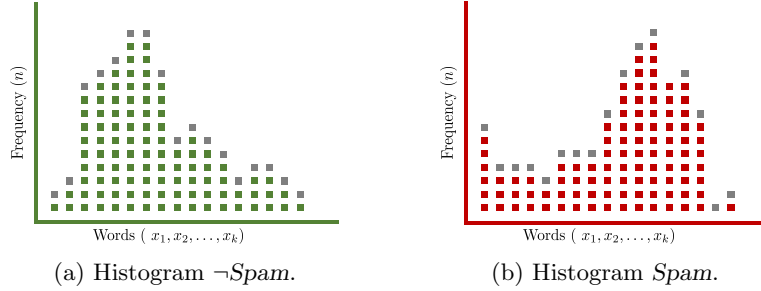 Frequency (n)
Words ( x₁, x₂, . . . , xₖ)
(a) Histogram ¬Spam.
Frequency (n)
Words ( x₁, x₂, . . . , xₖ)
(b) Histogram Spam.